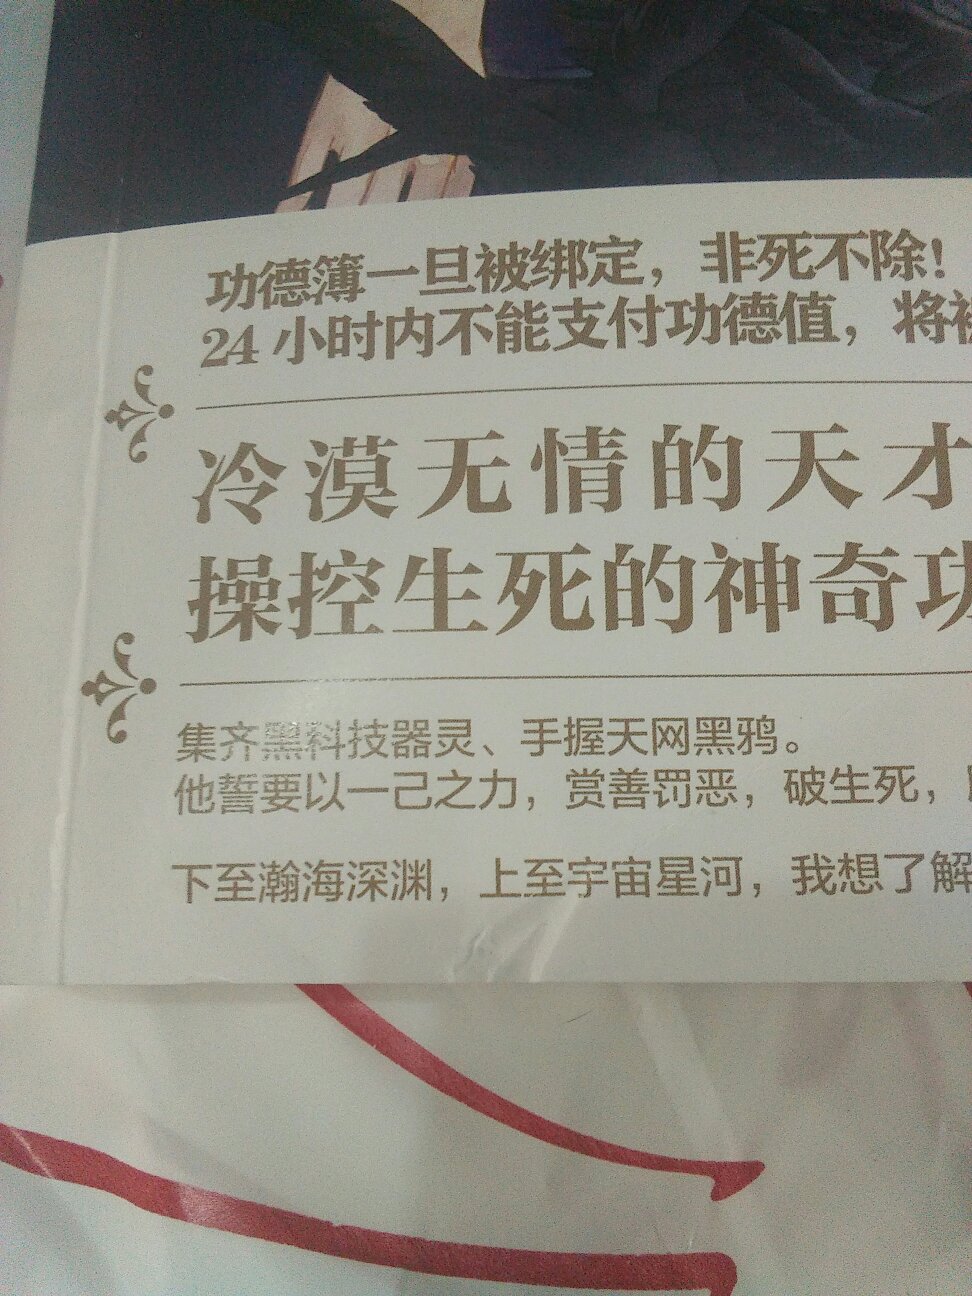 功德簿一旦被绑定，非死不除！
24小时内不能支付功德值，将被
冷漠无情的天才
操控生死的神奇功
集齐黑科技器灵、手握天网黑鸦。
他誓要以一己之力，赏善罚恶，破生死，
下至瀚海深渊，上至宇宙星河，我想了解